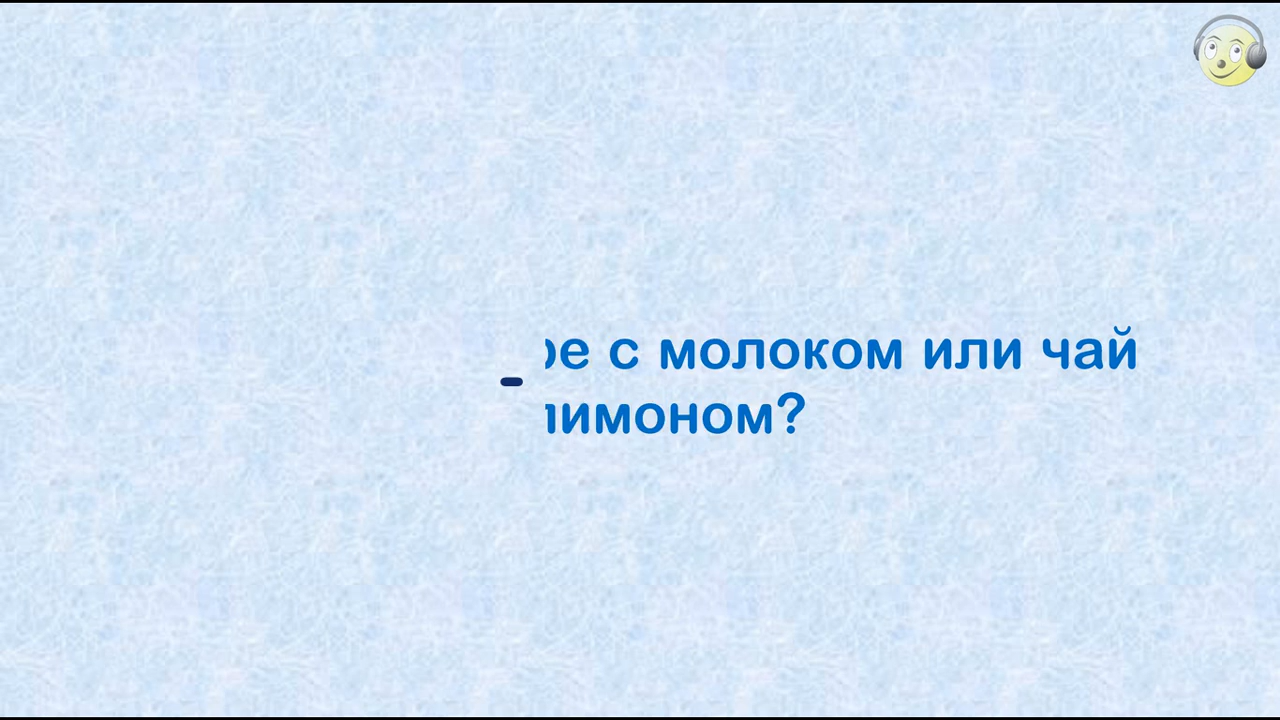 - с молоком или чай